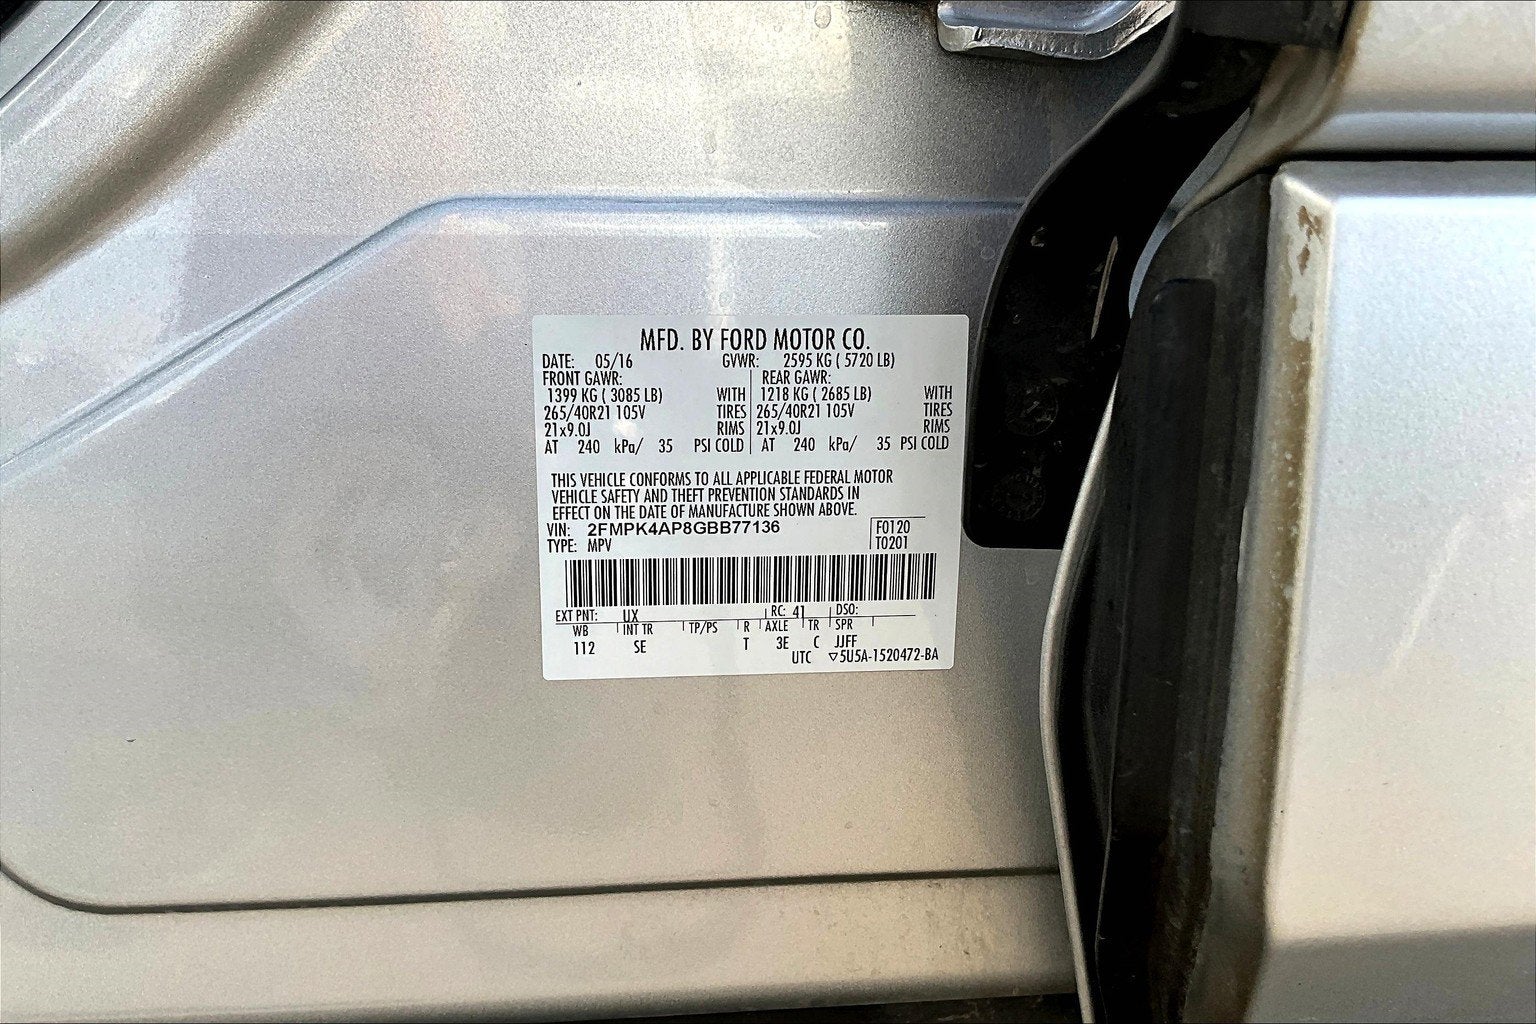 MFD. BY FORD MOTOR CO.
DATE: 05/16 GVWR: 2595 KG ( 5720 LB)
FRONT GAWR: REAR GAWR:
1399 KG ( 3085 LB) WITH 1218 KG ( 2685 LB) WITH
265/40R21 105V TIRES 265/40R21 105V TIRES
21x9.0J RIMS 21x9.0J RIMS
AT 240 kPa/ 35 PSI COLD AT 240 kPa/ 35 PSI COLD
THIS VEHICLE CONFORMS TO ALL APPLICABLE FEDERAL MOTOR
VEHICLE SAFETY AND THEFT PREVENTION STANDARDS IN
EFFECT ON THE DATE OF MANUFACTURE SHOWN ABOVE.
VIN: 2FMPK4AP8GBB77136 F0120
TYPE: MPV T0201
EXT PNT: UX RC: 41 DSO:
WB INT TR TP/PS R AXLE TR SPR
112 SE T 3E C JJFF
UTC ▽5U5A-1520472-BA